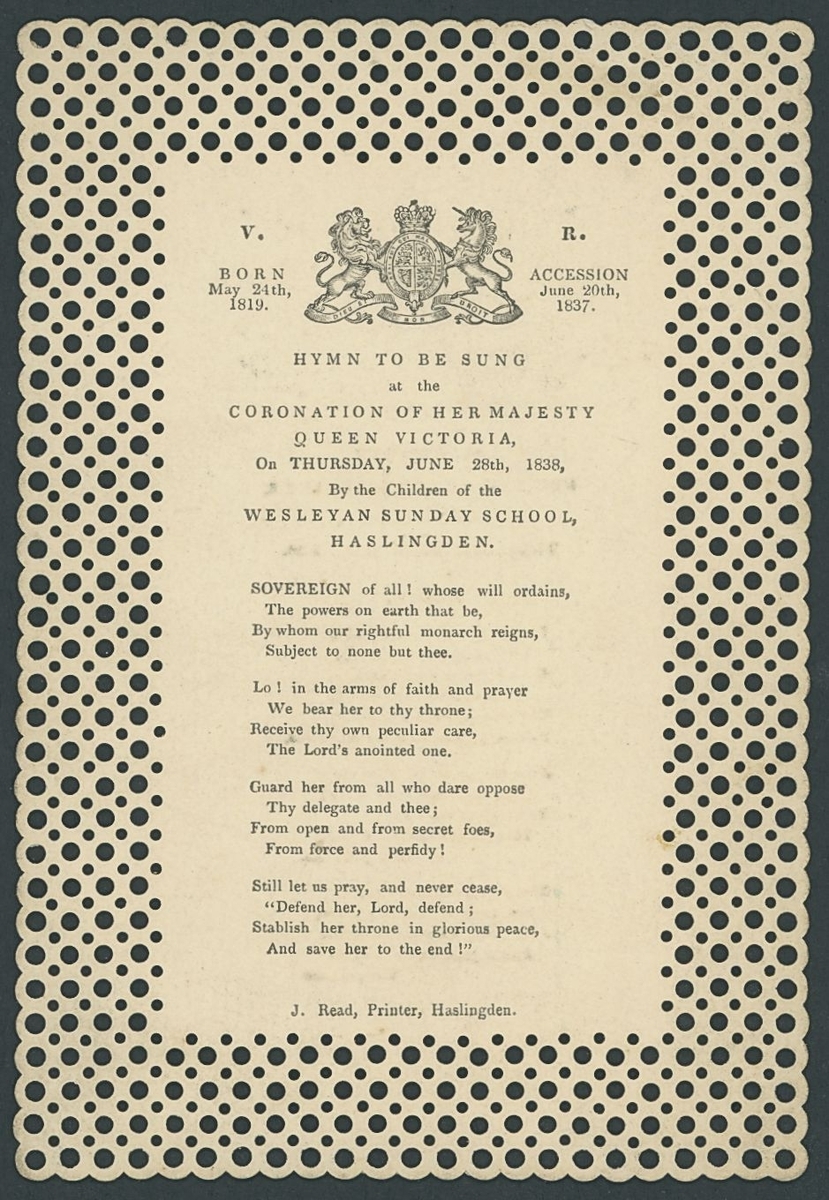 V. R.
BORN
May 24th,
1819.
ACCESSION
June 20th,
1837.
DIEU ET MON DROIT
HYMN TO BE SUNG
at the
CORONATION OF HER MAJESTY
QUEEN VICTORIA,
On THURSDAY, JUNE 28th, 1838,
By the Children of the
WESLEYAN SUNDAY SCHOOL,
HASLINGDEN.
SOVEREIGN of all! whose will ordains,
The powers on earth that be,
By whom our rightful monarch reigns,
Subject to none but thee.
Lo! in the arms of faith and prayer
We bear her to thy throne;
Receive thy own peculiar care,
The Lord's anointed one.
Guard her from all who dare oppose
Thy delegate and thee;
From open and from secret foes,
From force and perfidy!
Still let us pray, and never cease,
"Defend her, Lord, defend;
Stablish her throne in glorious peace,
And save her to the end!"
J. Read, Printer, Haslingden.